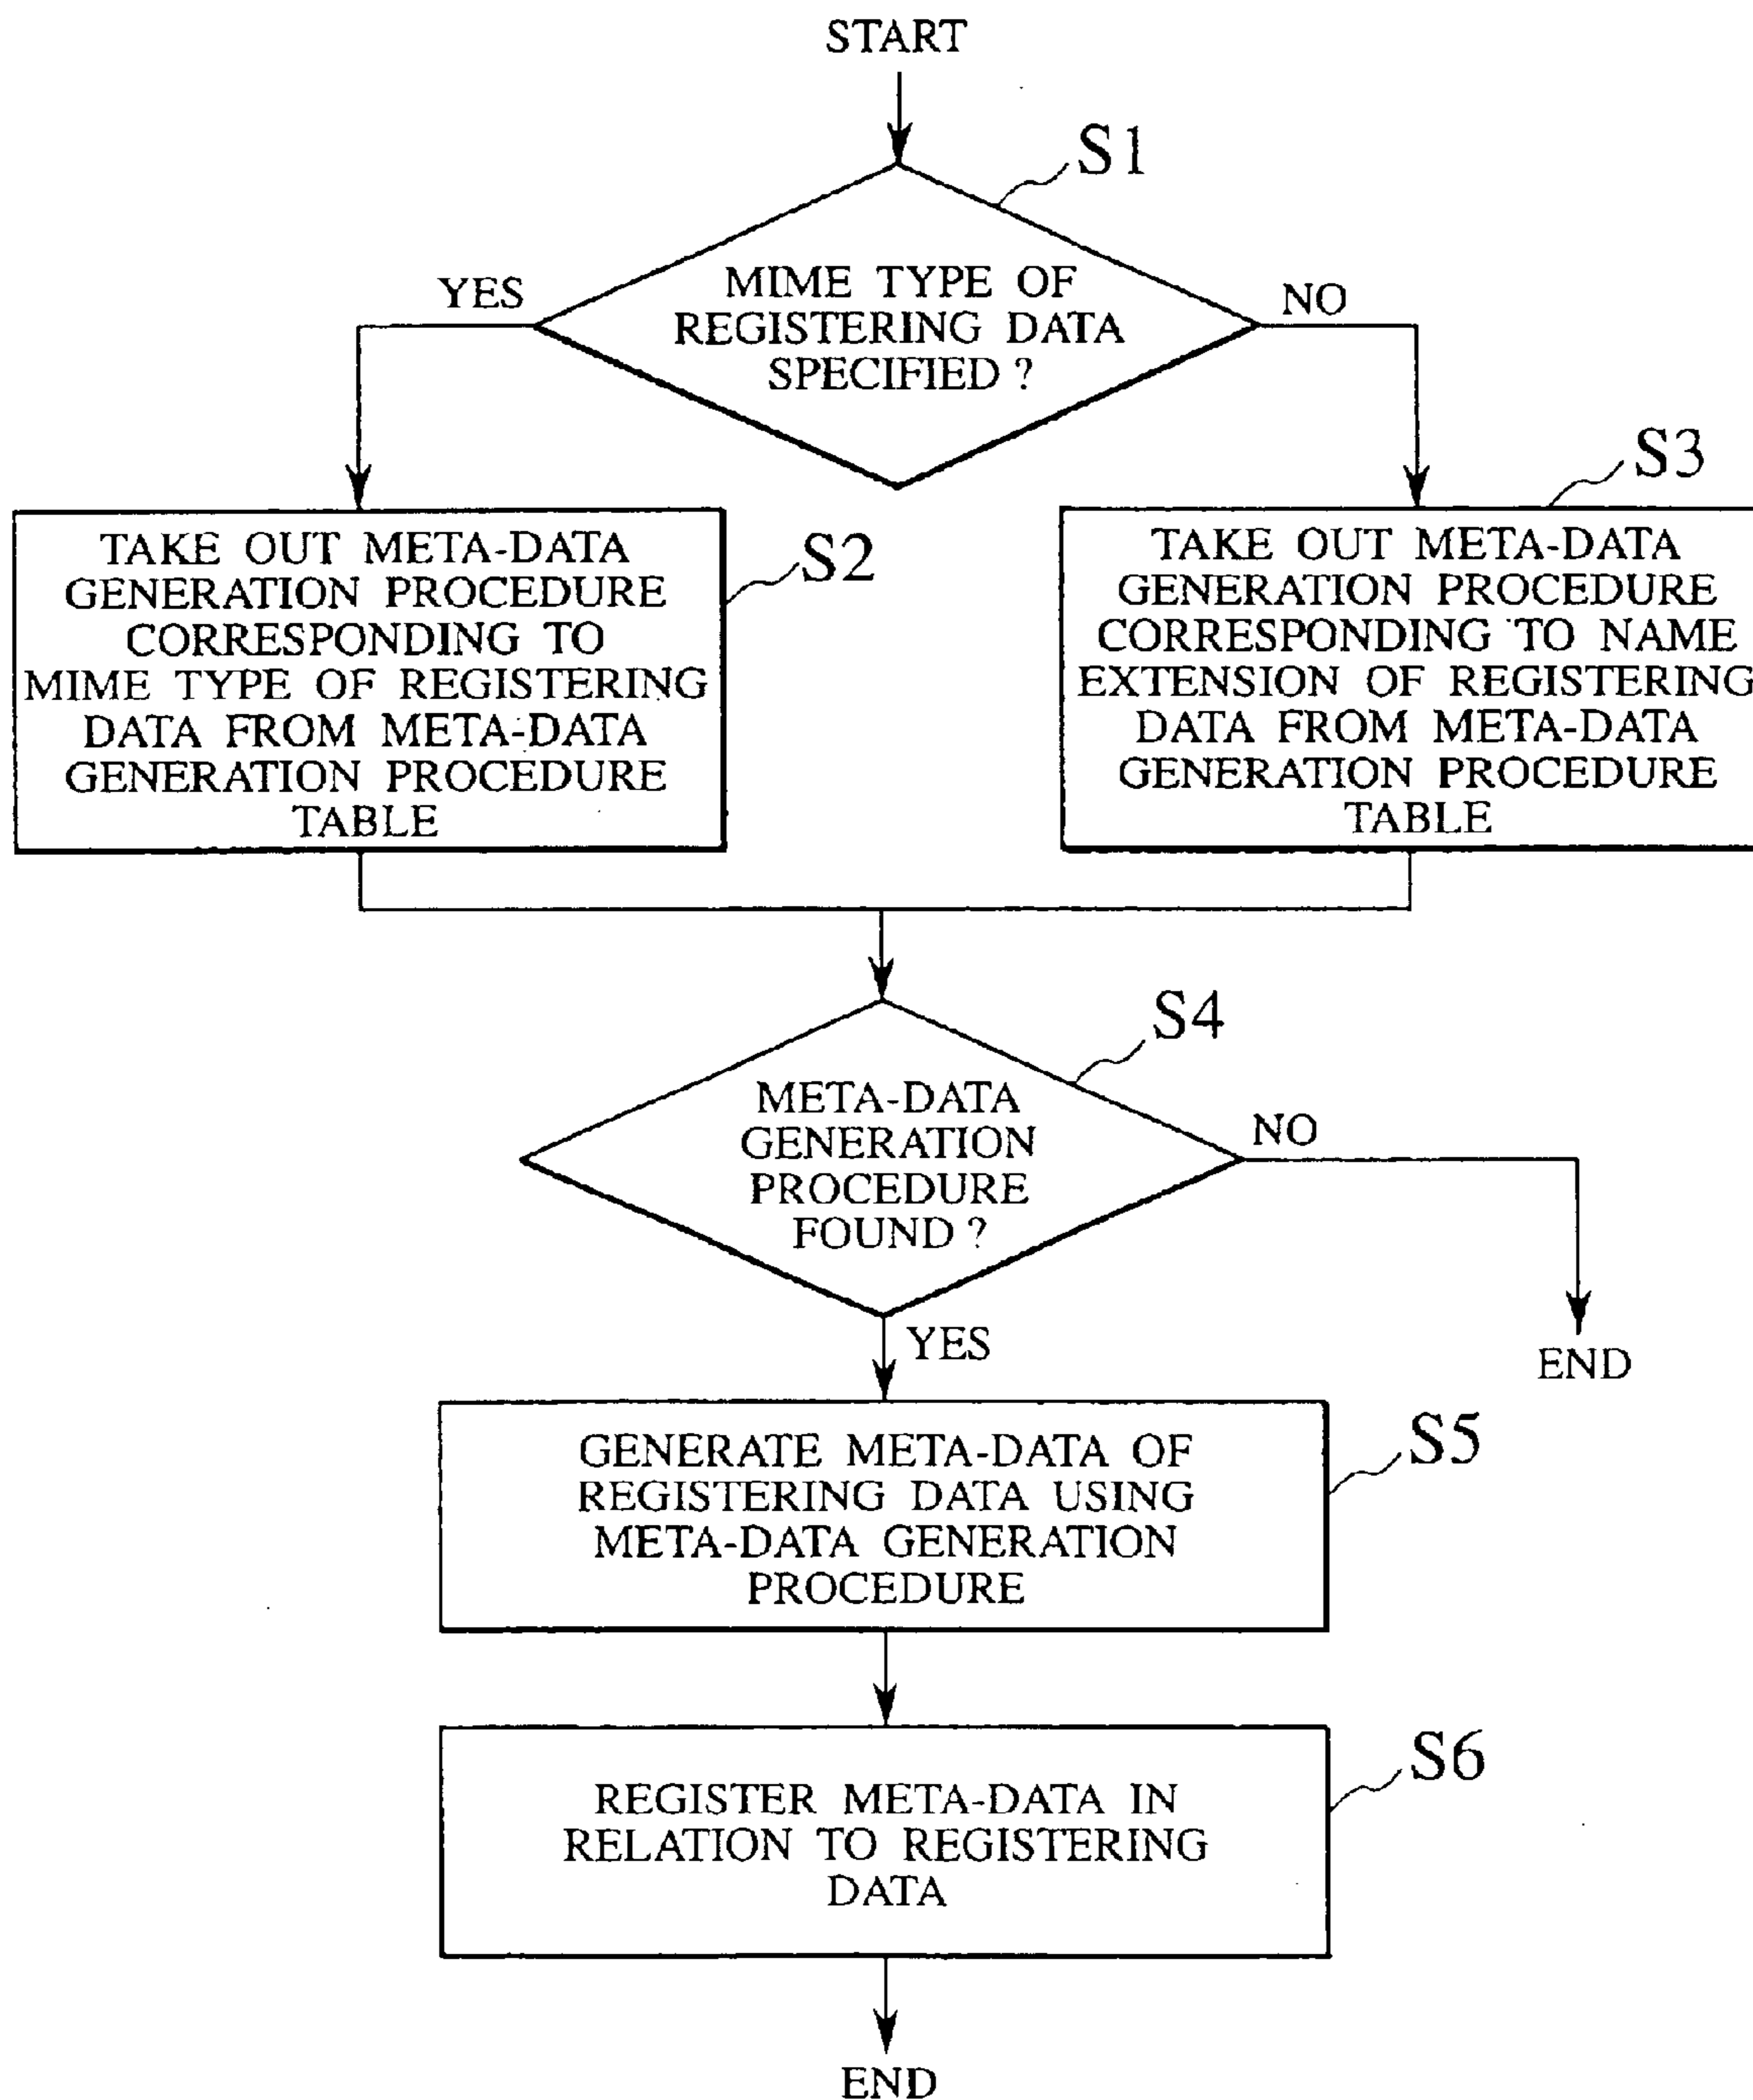 START
S1
MIME TYPE OF
REGISTERING DATA
SPECIFIED ?
YES
NO
S2
TAKE OUT META-DATA
GENERATION PROCEDURE
CORRESPONDING TO
MIME TYPE OF REGISTERING
DATA FROM META-DATA
GENERATION PROCEDURE
TABLE
S3
TAKE OUT META-DATA
GENERATION PROCEDURE
CORRESPONDING TO NAME
EXTENSION OF REGISTERING
DATA FROM META-DATA
GENERATION PROCEDURE
TABLE
S4
META-DATA
GENERATION
PROCEDURE
FOUND ?
NO
END
YES
S5
GENERATE META-DATA OF
REGISTERING DATA USING
META-DATA GENERATION
PROCEDURE
S6
REGISTER META-DATA IN
RELATION TO REGISTERING
DATA
END